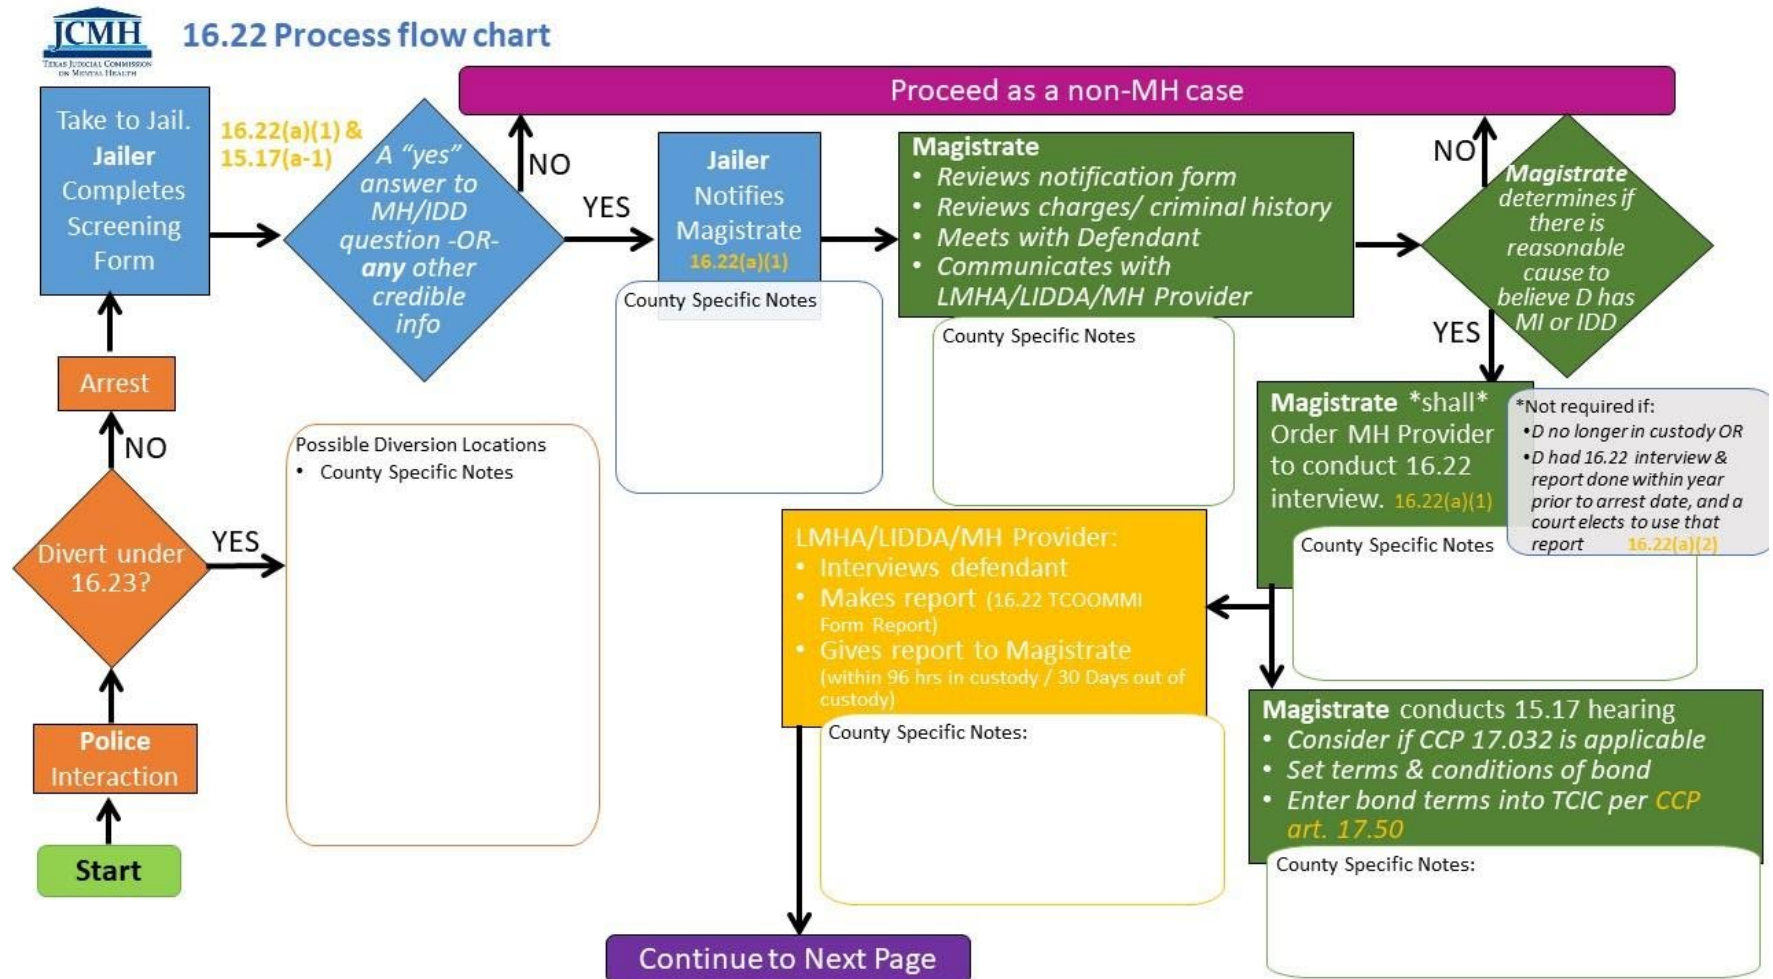 JCMH
TEXAS JUDICIAL COMMISSION
ON MENTAL HEALTH
16.22 Process flow chart
Proceed as a non-MH case
Take to Jail.
Jailer
Completes
Screening
Form
16.22(a)(1) &
15.17(a-1)
A “yes”
answer to
MH/IDD
question -OR-
any other
credible
info
NO
YES
Jailer
Notifies
Magistrate
16.22(a)(1)
County Specific Notes
Magistrate
• Reviews notification form
• Reviews charges/ criminal history
• Meets with Defendant
• Communicates with
LMHA/LIDDA/MH Provider
County Specific Notes
NO
Magistrate
determines if
there is
reasonable
cause to
believe D has
MI or IDD
YES
Arrest
NO
Divert under
16.23?
YES
Possible Diversion Locations
• County Specific Notes
Police
Interaction
Start
Magistrate *shall*
Order MH Provider
to conduct 16.22
interview. 16.22(a)(1)
*Not required if:
•D no longer in custody OR
•D had 16.22 interview &
report done within year
prior to arrest date, and a
court elects to use that
report 16.22(a)(2)
County Specific Notes
LMHA/LIDDA/MH Provider:
• Interviews defendant
• Makes report (16.22 TCOOMMI
Form Report)
• Gives report to Magistrate
(within 96 hrs in custody / 30 Days out of
custody)
County Specific Notes:
Magistrate conducts 15.17 hearing
• Consider if CCP 17.032 is applicable
• Set terms & conditions of bond
• Enter bond terms into TCIC per CCP
art. 17.50
County Specific Notes:
Continue to Next Page